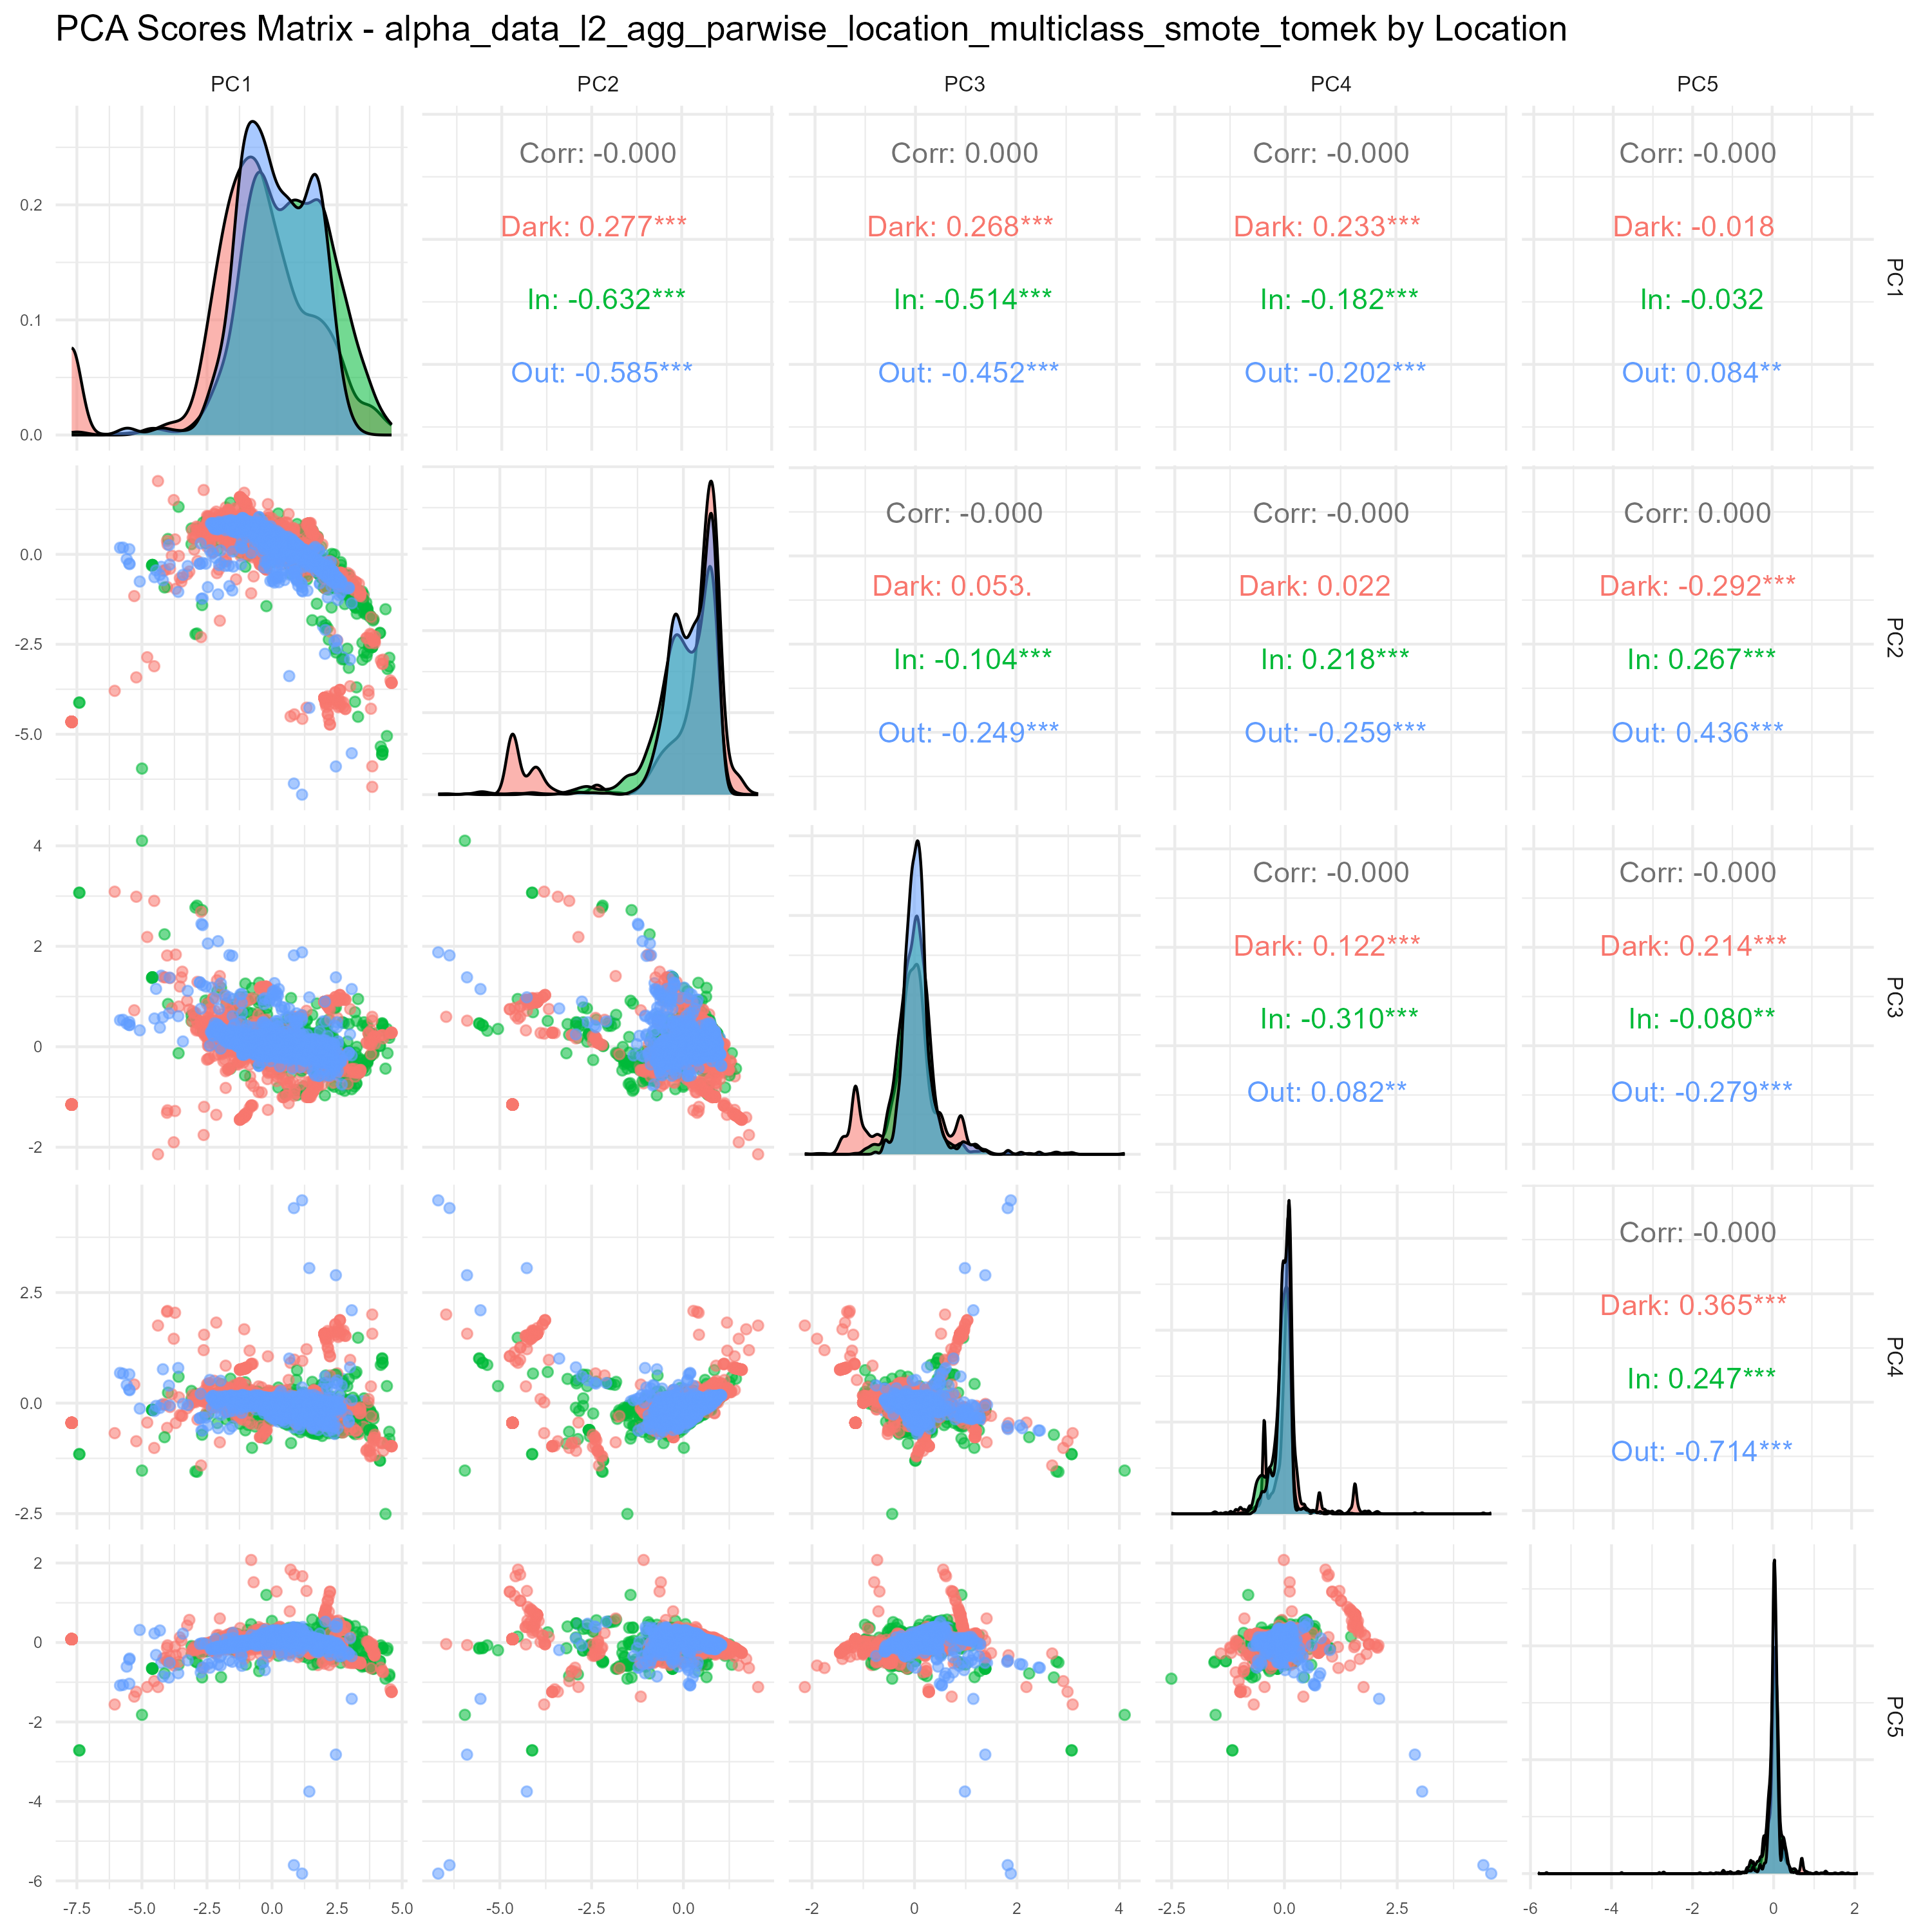 PCA Scores Matrix - alpha_data_l2_agg_parwise_location_multiclass_smote_tomek by Location
PC1 PC2 PC3 PC4 PC5
0.2
0.1
0.0
Corr: -0.000
Dark: 0.277***
In: -0.632***
Out: -0.585***
Corr: 0.000
Dark: 0.268***
In: -0.514***
Out: -0.452***
Corr: -0.000
Dark: 0.233***
In: -0.182***
Out: -0.202***
Corr: -0.000
Dark: -0.018
In: -0.032
Out: 0.084**
PC1
0.0
-2.5
-5.0
Corr: -0.000
Dark: 0.053.
In: -0.104***
Out: -0.249***
Corr: -0.000
Dark: 0.022
In: 0.218***
Out: -0.259***
Corr: 0.000
Dark: -0.292***
In: 0.267***
Out: 0.436***
PC2
4
2
0
-2
Corr: -0.000
Dark: 0.122***
In: -0.310***
Out: 0.082**
Corr: -0.000
Dark: 0.214***
In: -0.080**
Out: -0.279***
PC3
2.5
0.0
-2.5
Corr: -0.000
Dark: 0.365***
In: 0.247***
Out: -0.714***
PC4
2
0
-2
-4
-6
PC5
-7.5 -5.0 -2.5 0.0 2.5 5.0
-5.0 0.0
-2 0 2 4
-2.5 0.0 2.5
-6 -4 -2 0 2